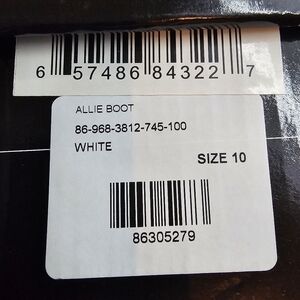 6 57486 84322 7
ALLIE BOOT
86-968-3812-745-100
WHITE
SIZE 10
86305279